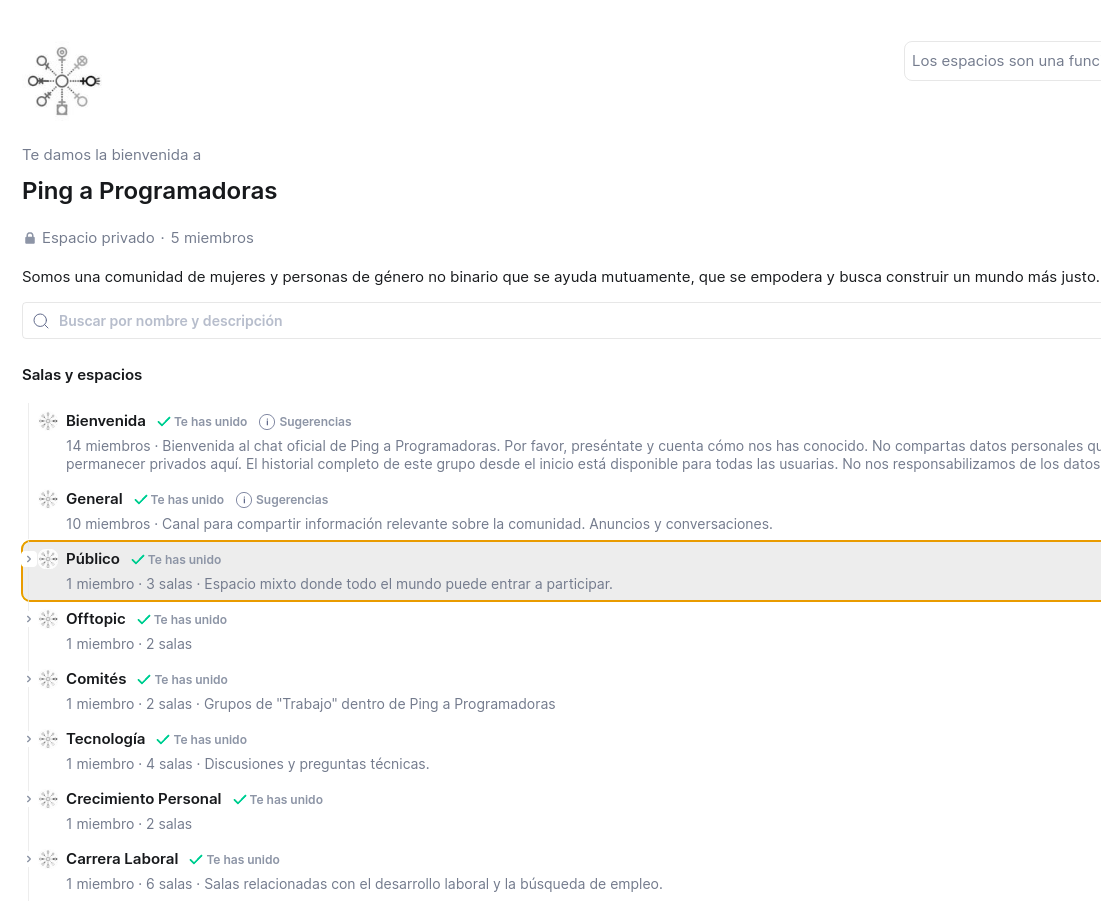 Los espacios son una func
Te damos la bienvenida a
Ping a Programadoras
Espacio privado · 5 miembros
Somos una comunidad de mujeres y personas de género no binario que se ayuda mutuamente, que se empodera y busca construir un mundo más justo.
Buscar por nombre y descripción
Salas y espacios
Bienvenida Te has unido Sugerencias
14 miembros · Bienvenida al chat oficial de Ping a Programadoras. Por favor, preséntate y cuenta cómo nos has conocido. No compartas datos personales qu
permanecer privados aquí. El historial completo de este grupo desde el inicio está disponible para todas las usuarias. No nos responsabilizamos de los datos
General Te has unido Sugerencias
10 miembros · Canal para compartir información relevante sobre la comunidad. Anuncios y conversaciones.
Público Te has unido
1 miembro · 3 salas · Espacio mixto donde todo el mundo puede entrar a participar.
Offtopic Te has unido
1 miembro · 2 salas
Comités Te has unido
1 miembro · 2 salas · Grupos de "Trabajo" dentro de Ping a Programadoras
Tecnología Te has unido
1 miembro · 4 salas · Discusiones y preguntas técnicas.
Crecimiento Personal Te has unido
1 miembro · 2 salas
Carrera Laboral Te has unido
1 miembro · 6 salas · Salas relacionadas con el desarrollo laboral y la búsqueda de empleo.